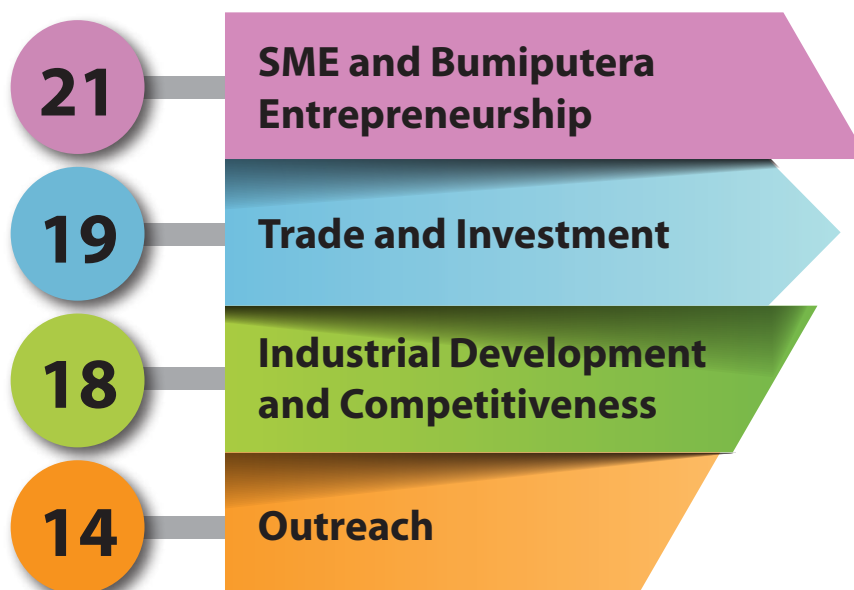 21
SME and Bumiputera
Entrepreneurship
19
Trade and Investment
18
Industrial Development
and Competitiveness
14
Outreach